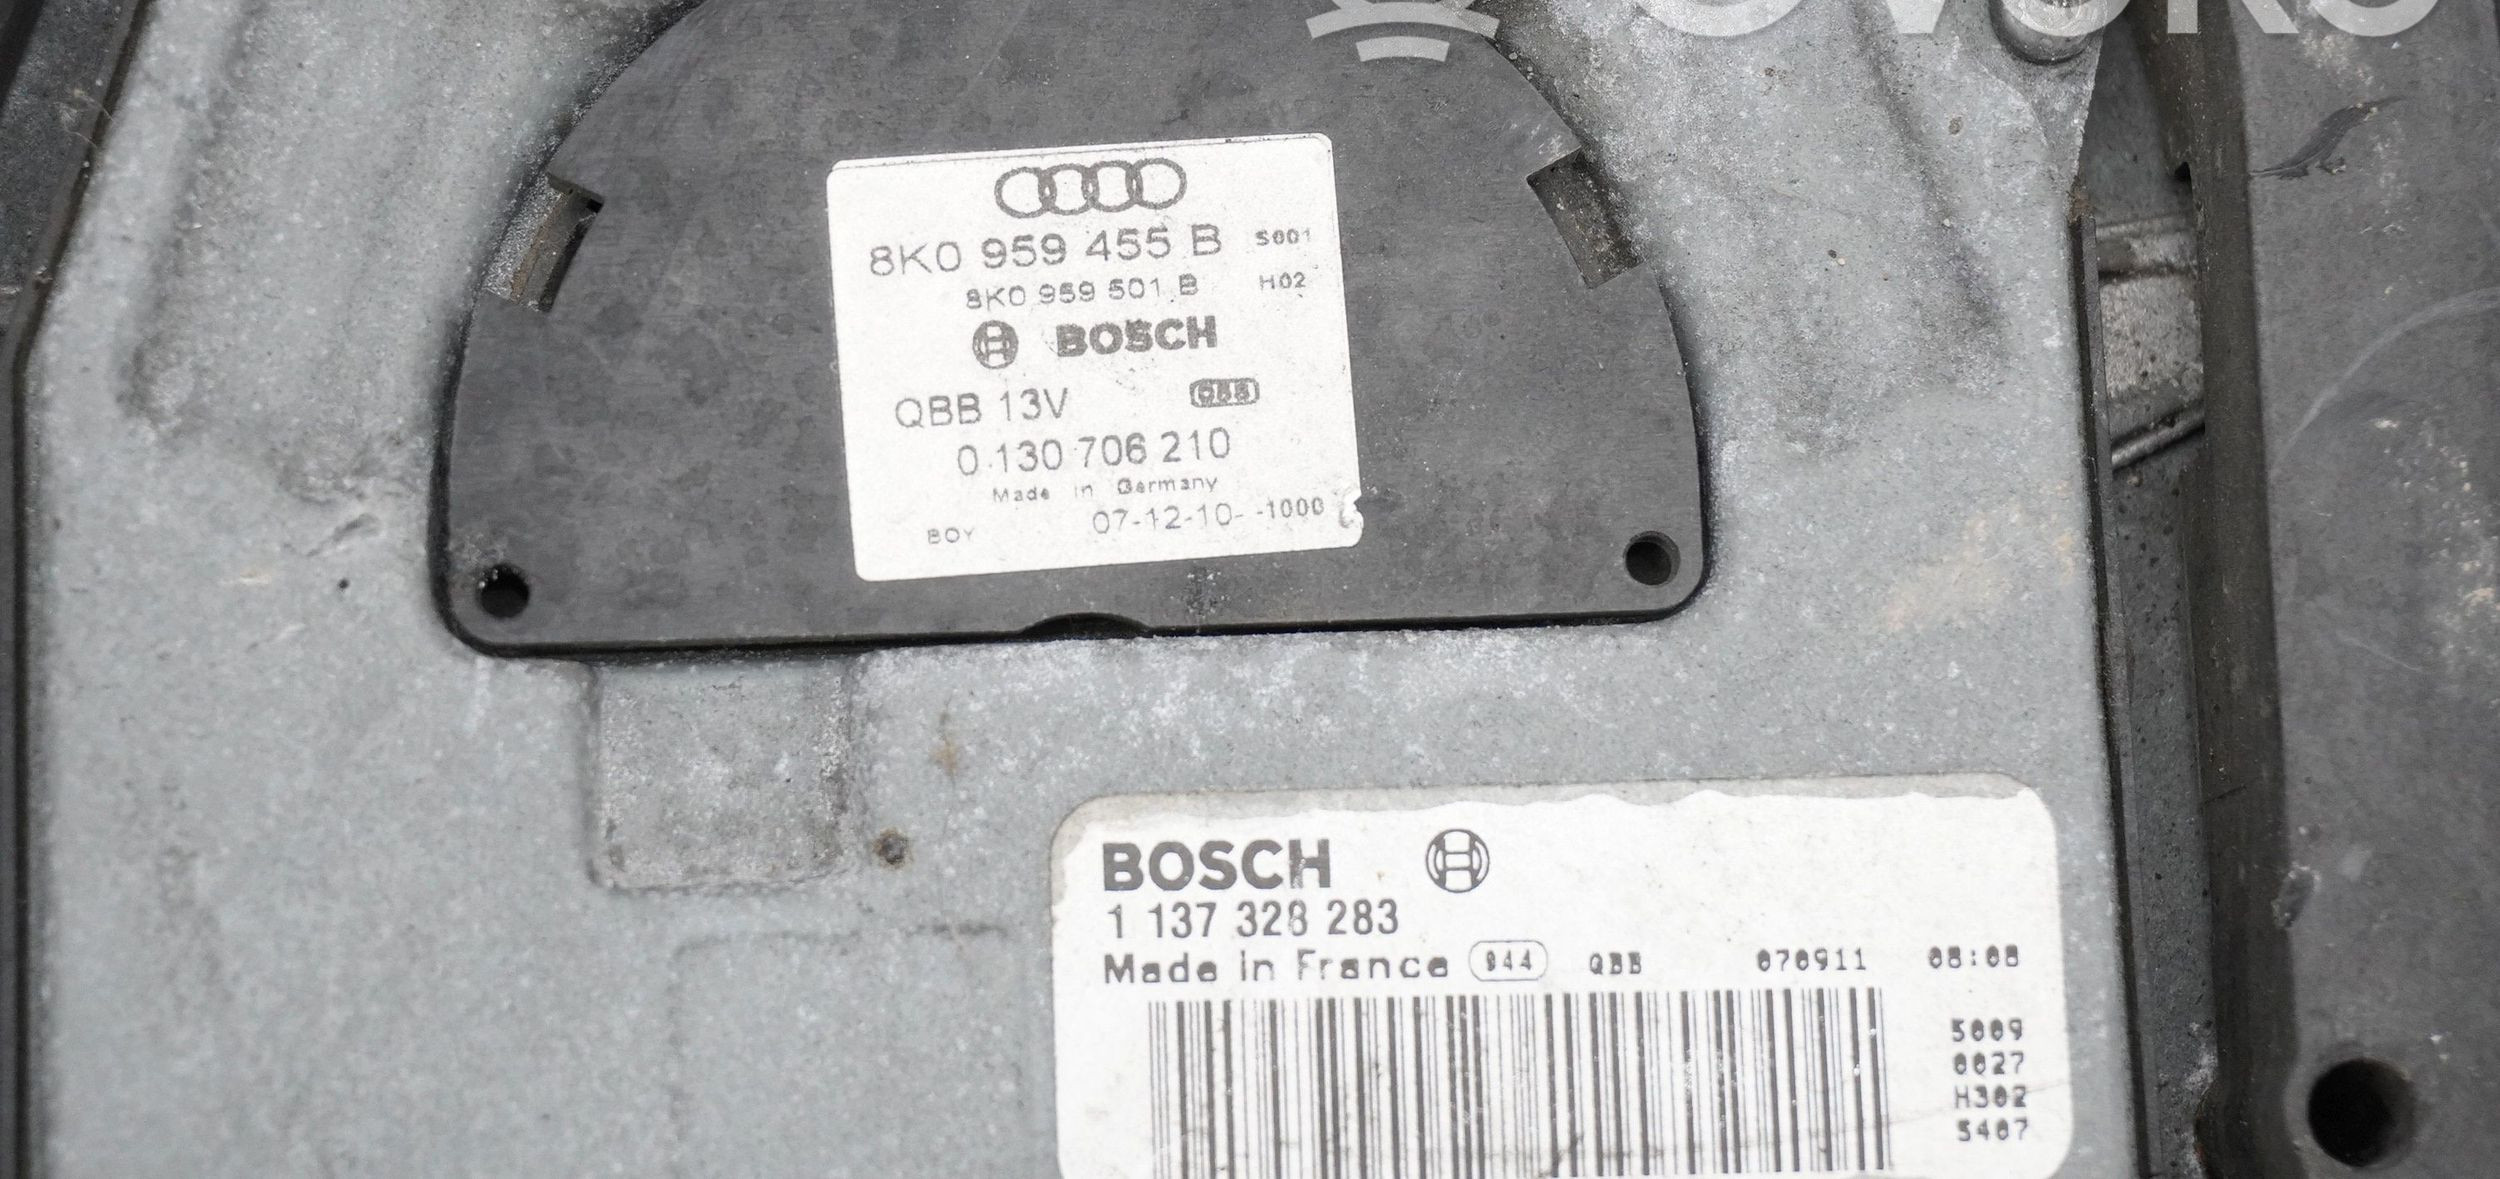 8K0 959 455 B S001
8K0 959 501 B H02
BOSCH
QBB 13V
0 130 706 210
Made in Germany
BOY 07-12-10- -1000
BOSCH
1 137 328 283
Made in France 944 QBB 070911 08:08
5009
0027
H302
5407